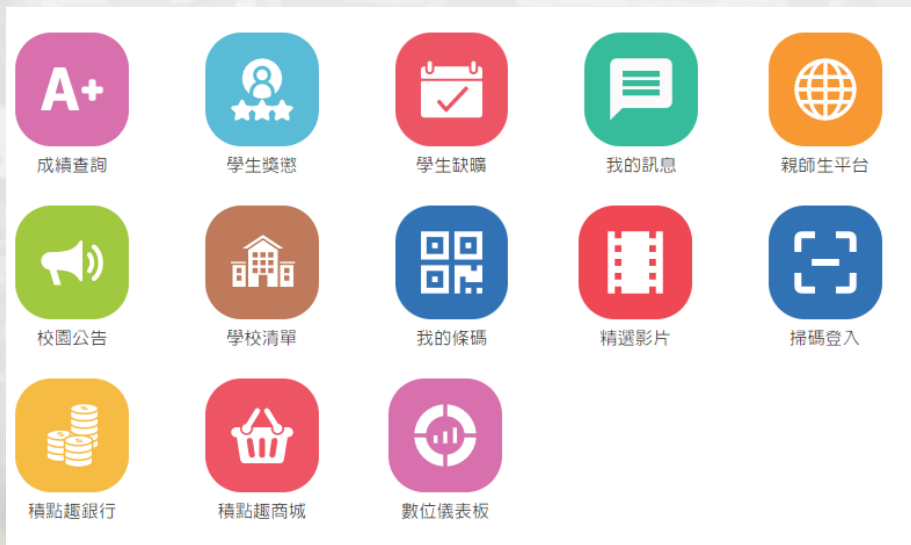 A+
成績查詢
學生獎懲
學生缺曠
我的訊息
親師生平台
校園公告
學校清單
我的條碼
精選影片
掃碼登入
積點趣銀行
積點趣商城
數位儀表板